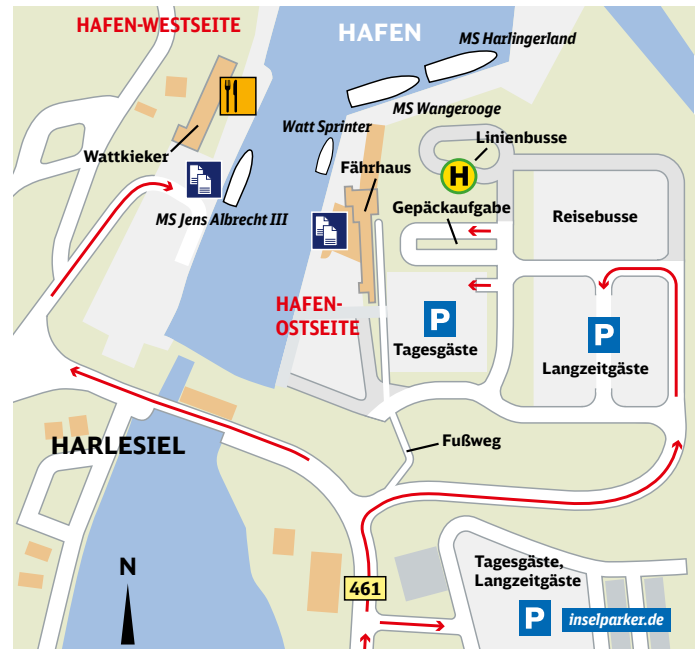 HAFEN-WESTSEITE
HAFEN
MS Harlingerland
MS Wangerooge
Watt Sprinter
Linienbusse
Wattkieker
Fährhaus
H
MS Jens Albrecht III
Gepäckaufgabe
Reisebusse
HAFEN-
OSTSEITE
P
Tagesgäste
P
Langzeitgäste
HARLESIEL
Fußweg
N
461
Tagesgäste,
Langzeitgäste
P
inselparker.de